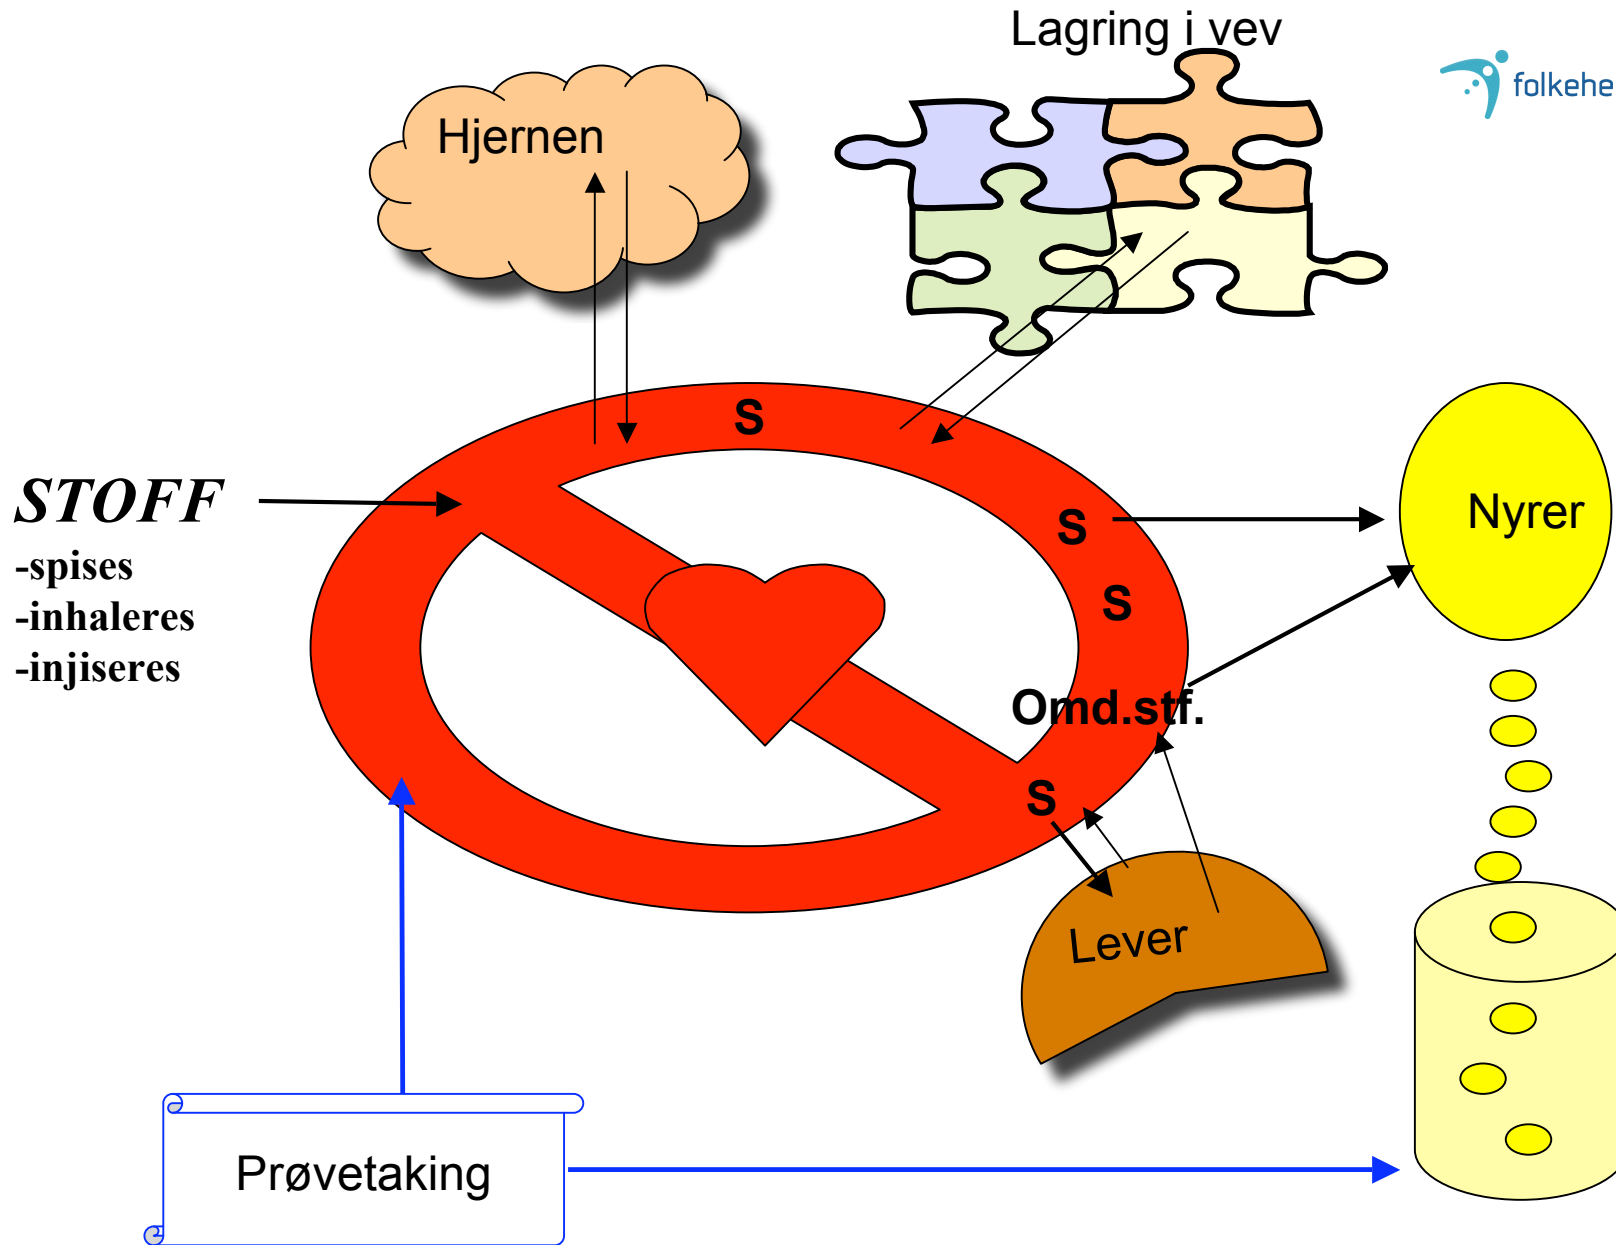 Lagring i vev
folkehe
Hjernen
S
STOFF
-spises
-inhaleres
-injiseres
S
Nyrer
S
Omd.stf.
S
Lever
Prøvetaking